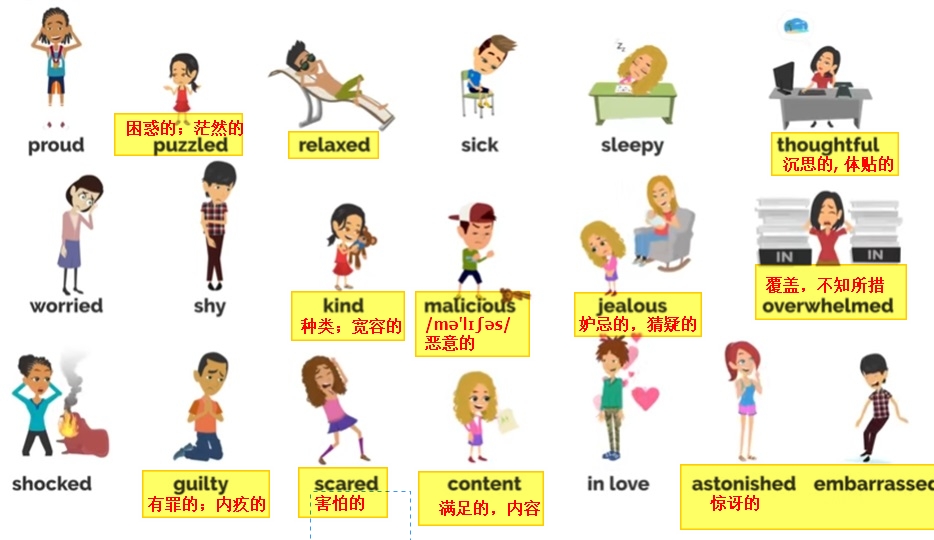 proud
困惑的；茫然的
puzzled
relaxed
sick
Zz
sleepy
thoughtful
沉思的, 体贴的
worried
shy
kind
种类；宽容的
malicious
/mə'lɪʃəs/
恶意的
jealous
妒忌的，猜疑的
IN
IN
覆盖，不知所措
overwhelmed
shocked
guilty
有罪的；内疚的
scared
害怕的
content
满足的，内容
in love
astonished
惊讶的
embarrassed